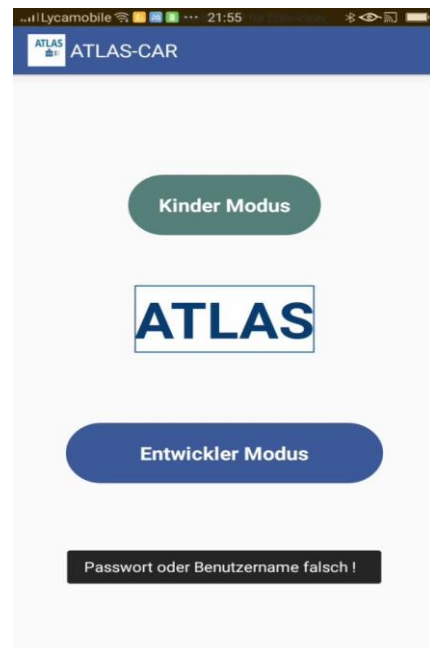 Lycamobile 21:55
ATLAS
ATLAS-CAR
Kinder Modus
ATLAS
Entwickler Modus
Passwort oder Benutzername falsch !